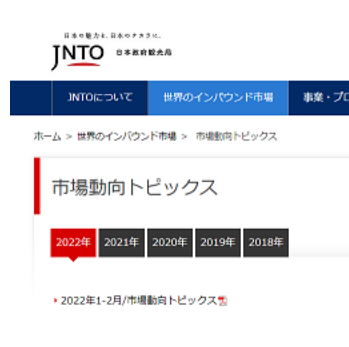 日本の魅力を、日本のチカラに。
JNTO 日本政府観光局
JNTOについて 世界のインバウンド市場 事業・プロ
ホーム > 世界のインバウンド市場 > 市場動向トピックス
市場動向トピックス
2022年 2021年 2020年 2019年 2018年
2022年1-2月/市場動向トピックス